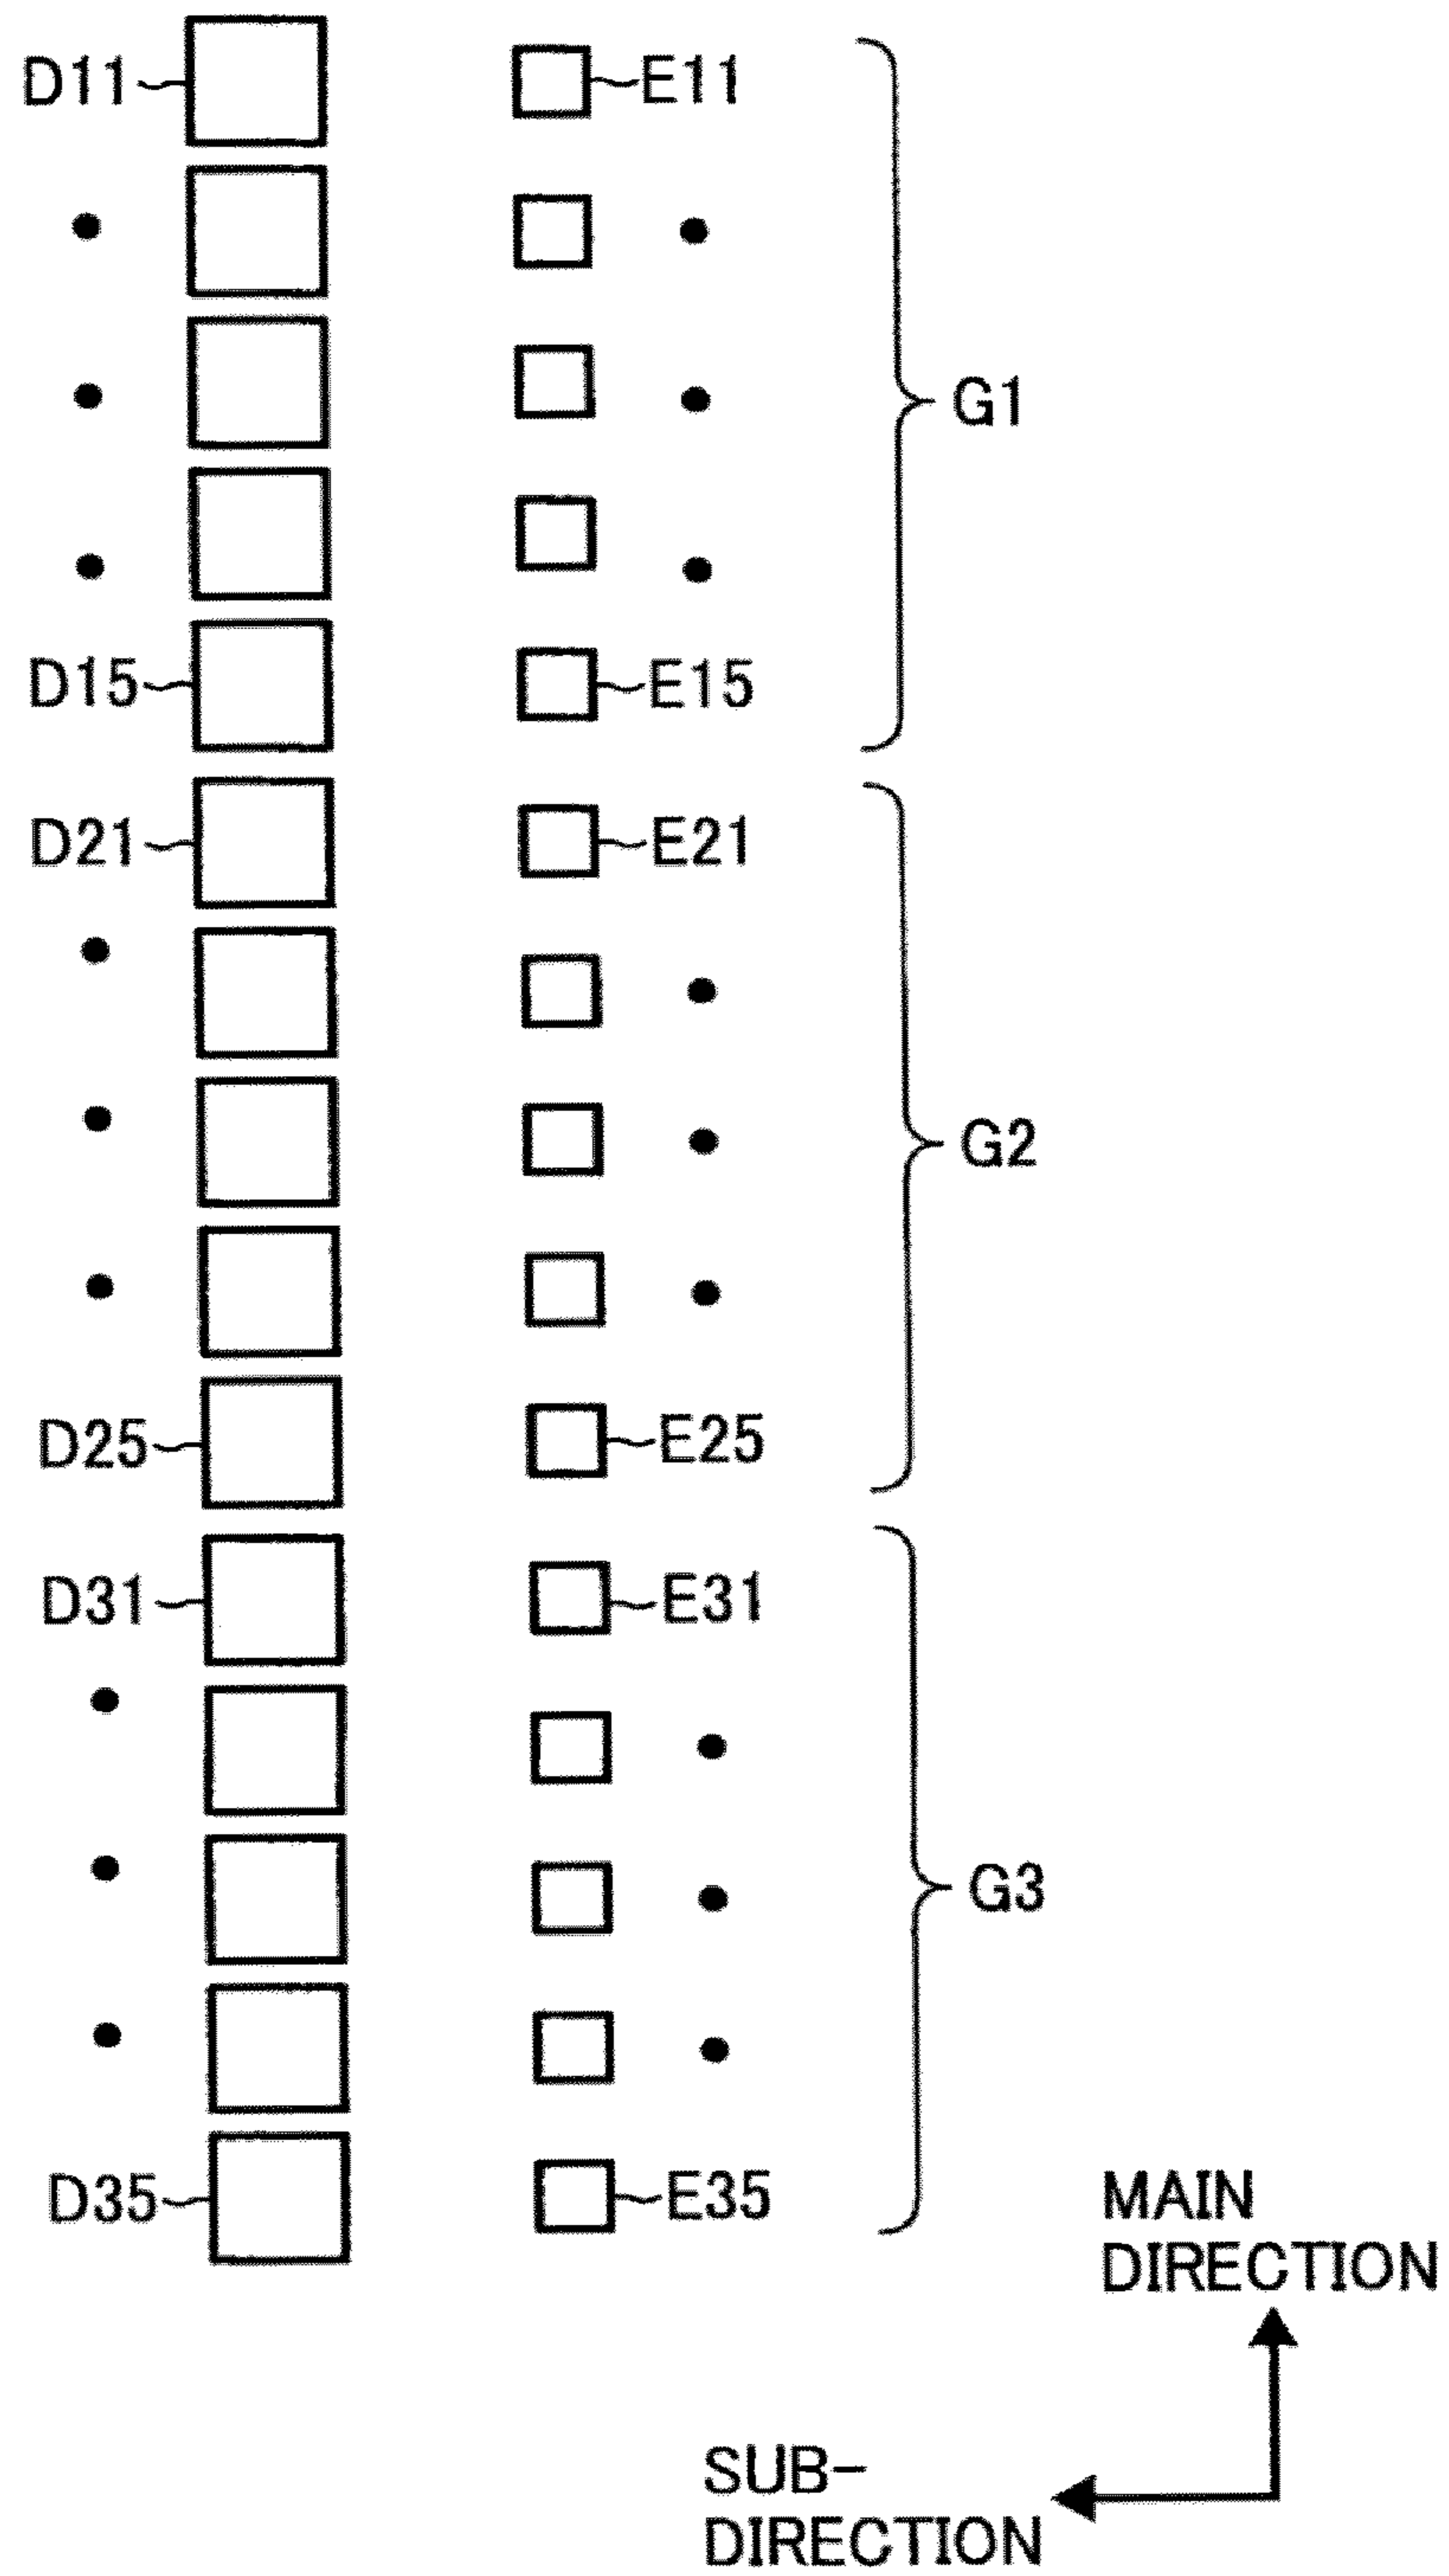 D11 E11
G1
D15 E15
D21 E21
G2
D25 E25
D31 E31
G3
D35 E35
MAIN
DIRECTION
SUB-
DIRECTION